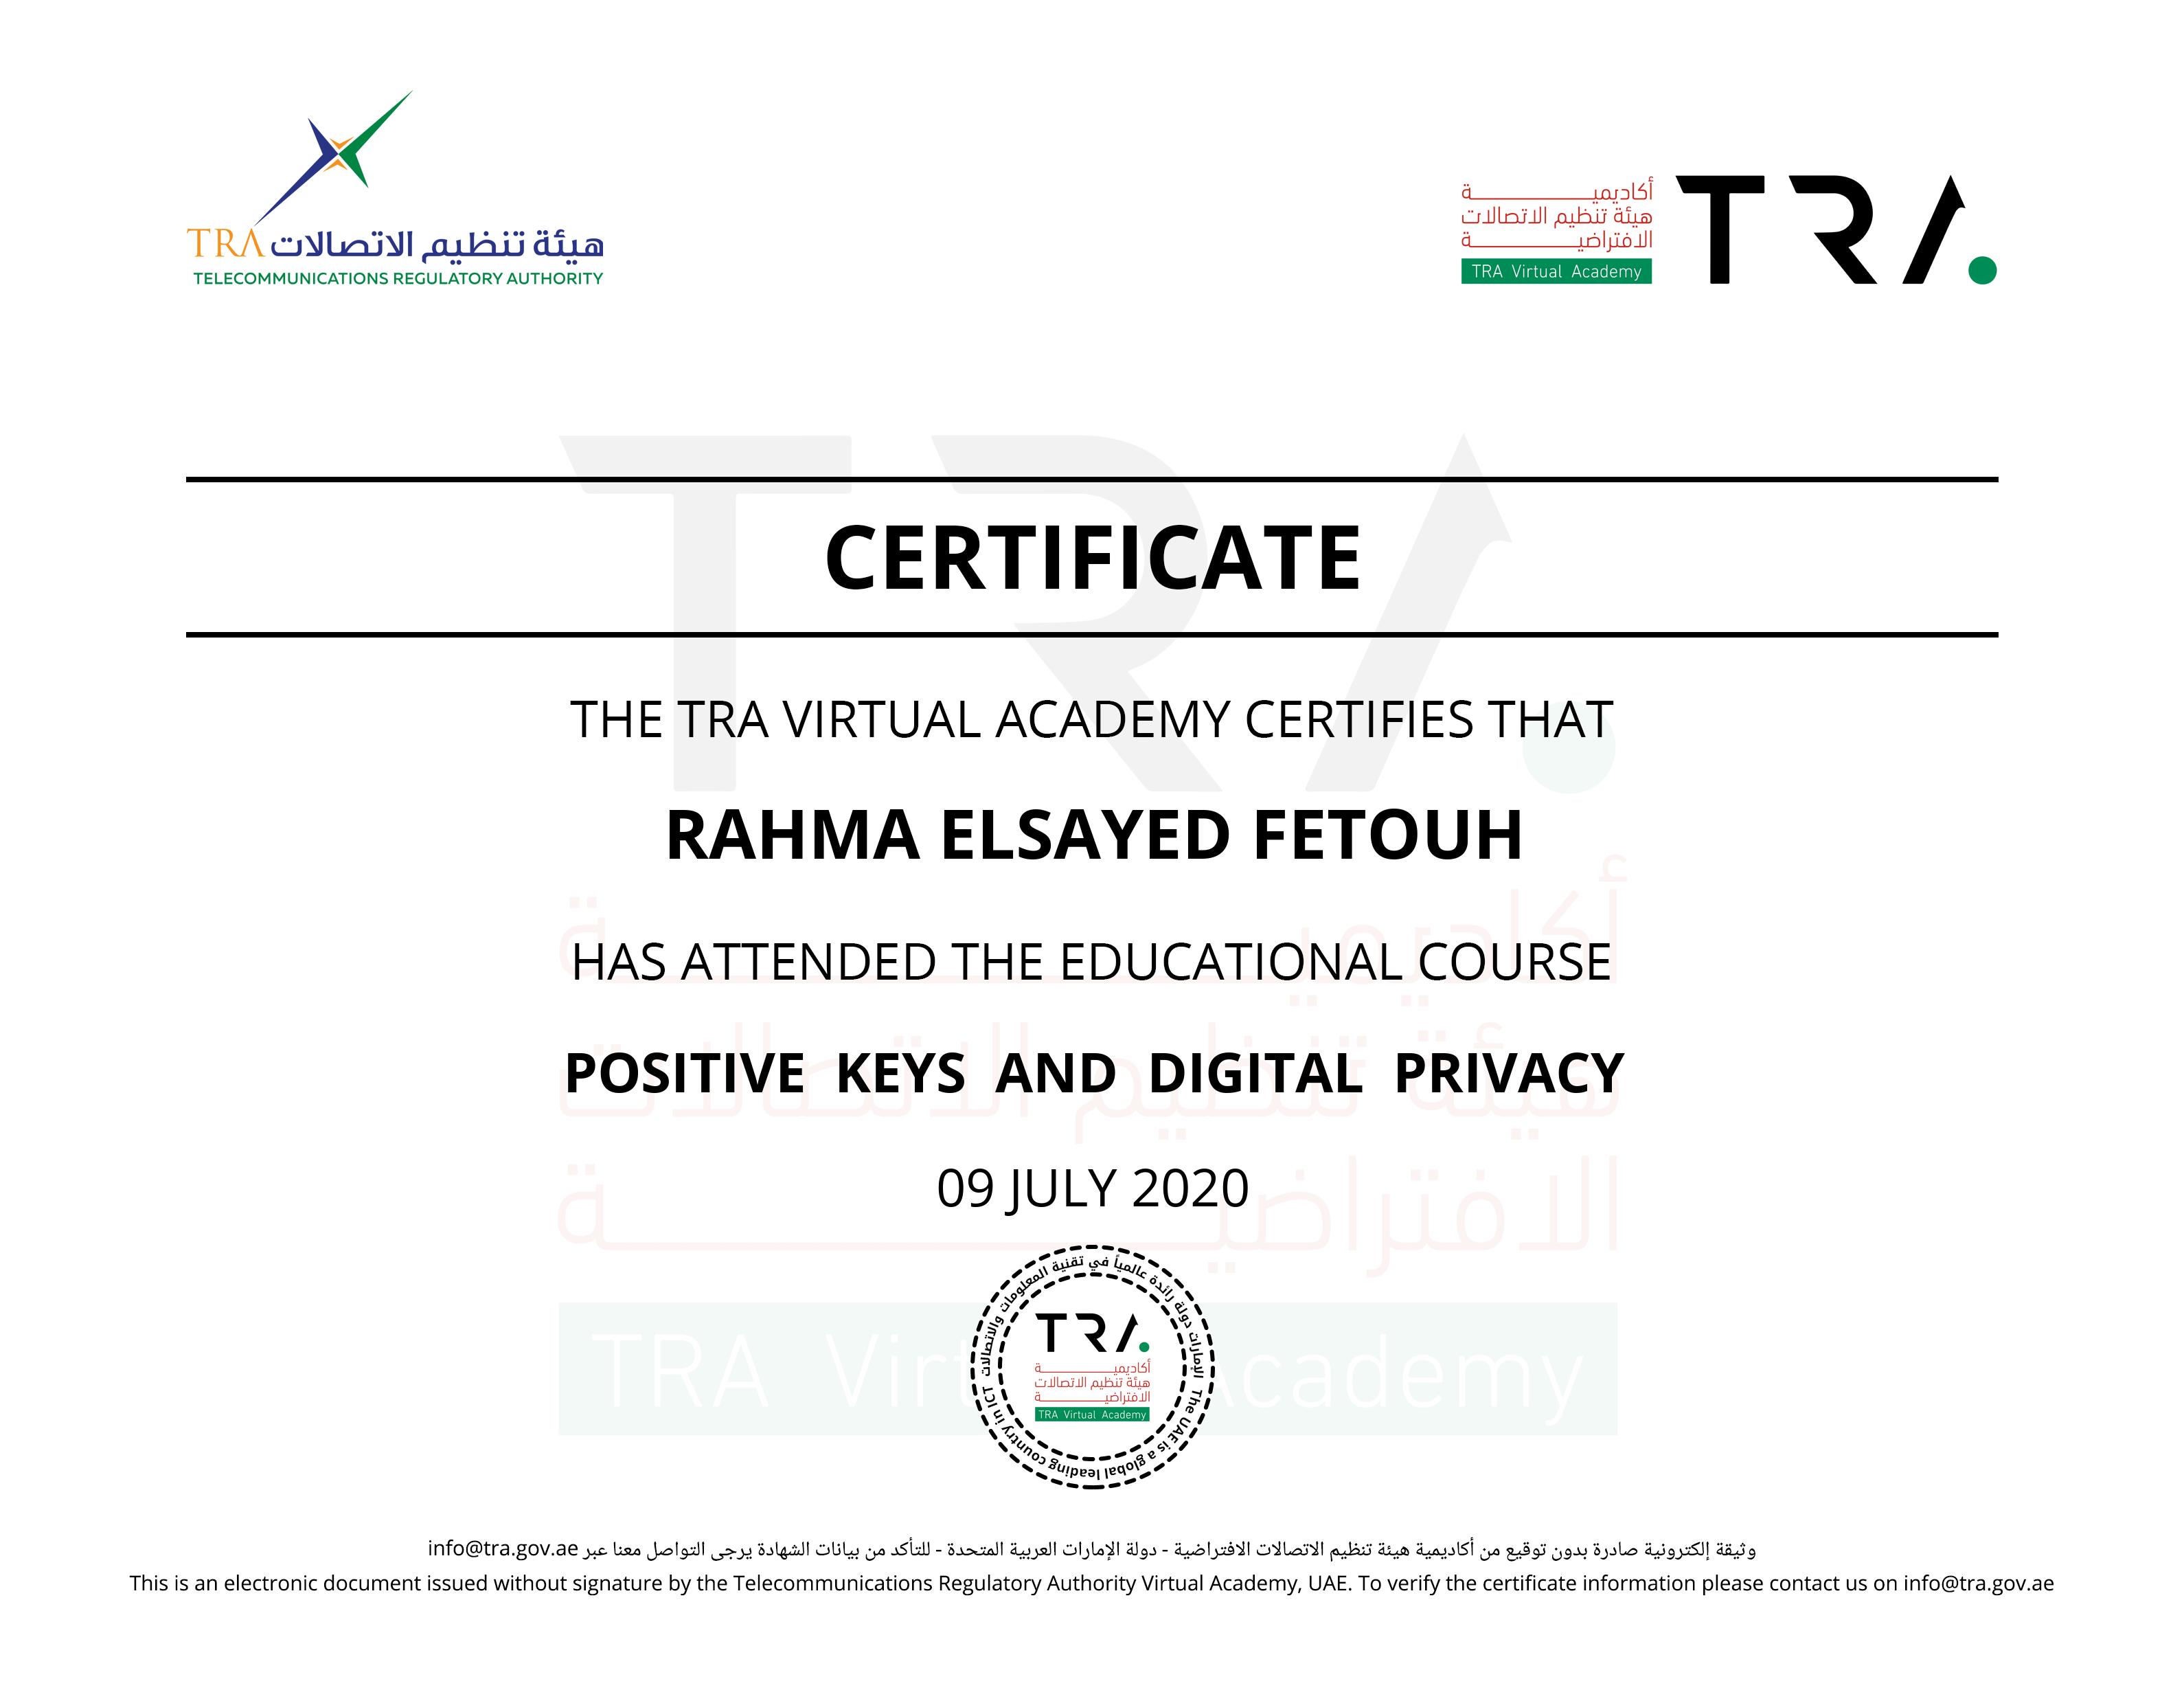 TRA هيئة تنظيم الاتصالات
TELECOMMUNICATIONS REGULATORY AUTHORITY
أكاديميـــــة
هيئة تنظيم الاتصالات
الافتراضيـــــة
TRA Virtual Academy
TRA
CERTIFICATE
THE TRA VIRTUAL ACADEMY CERTIFIES THAT
RAHMA ELSAYED FETOUH
HAS ATTENDED THE EDUCATIONAL COURSE
POSITIVE KEYS AND DIGITAL PRIVACY
09 JULY 2020
الإمارات دولة رائدة عالمياً في تقنية المعلومات والاتصالات
The UAE is a global leading country in ICT
TRA
أكاديميـــــة
هيئة تنظيم الاتصالات
الافتراضيـــــة
TRA Virtual Academy
وثيقة إلكترونية صادرة بدون توقيع من أكاديمية هيئة تنظيم الاتصالات الافتراضية - دولة الإمارات العربية المتحدة - للتأكد من بيانات الشهادة يرجى التواصل معنا عبر info@tra.gov.ae
This is an electronic document issued without signature by the Telecommunications Regulatory Authority Virtual Academy, UAE. To verify the certificate information please contact us on info@tra.gov.ae